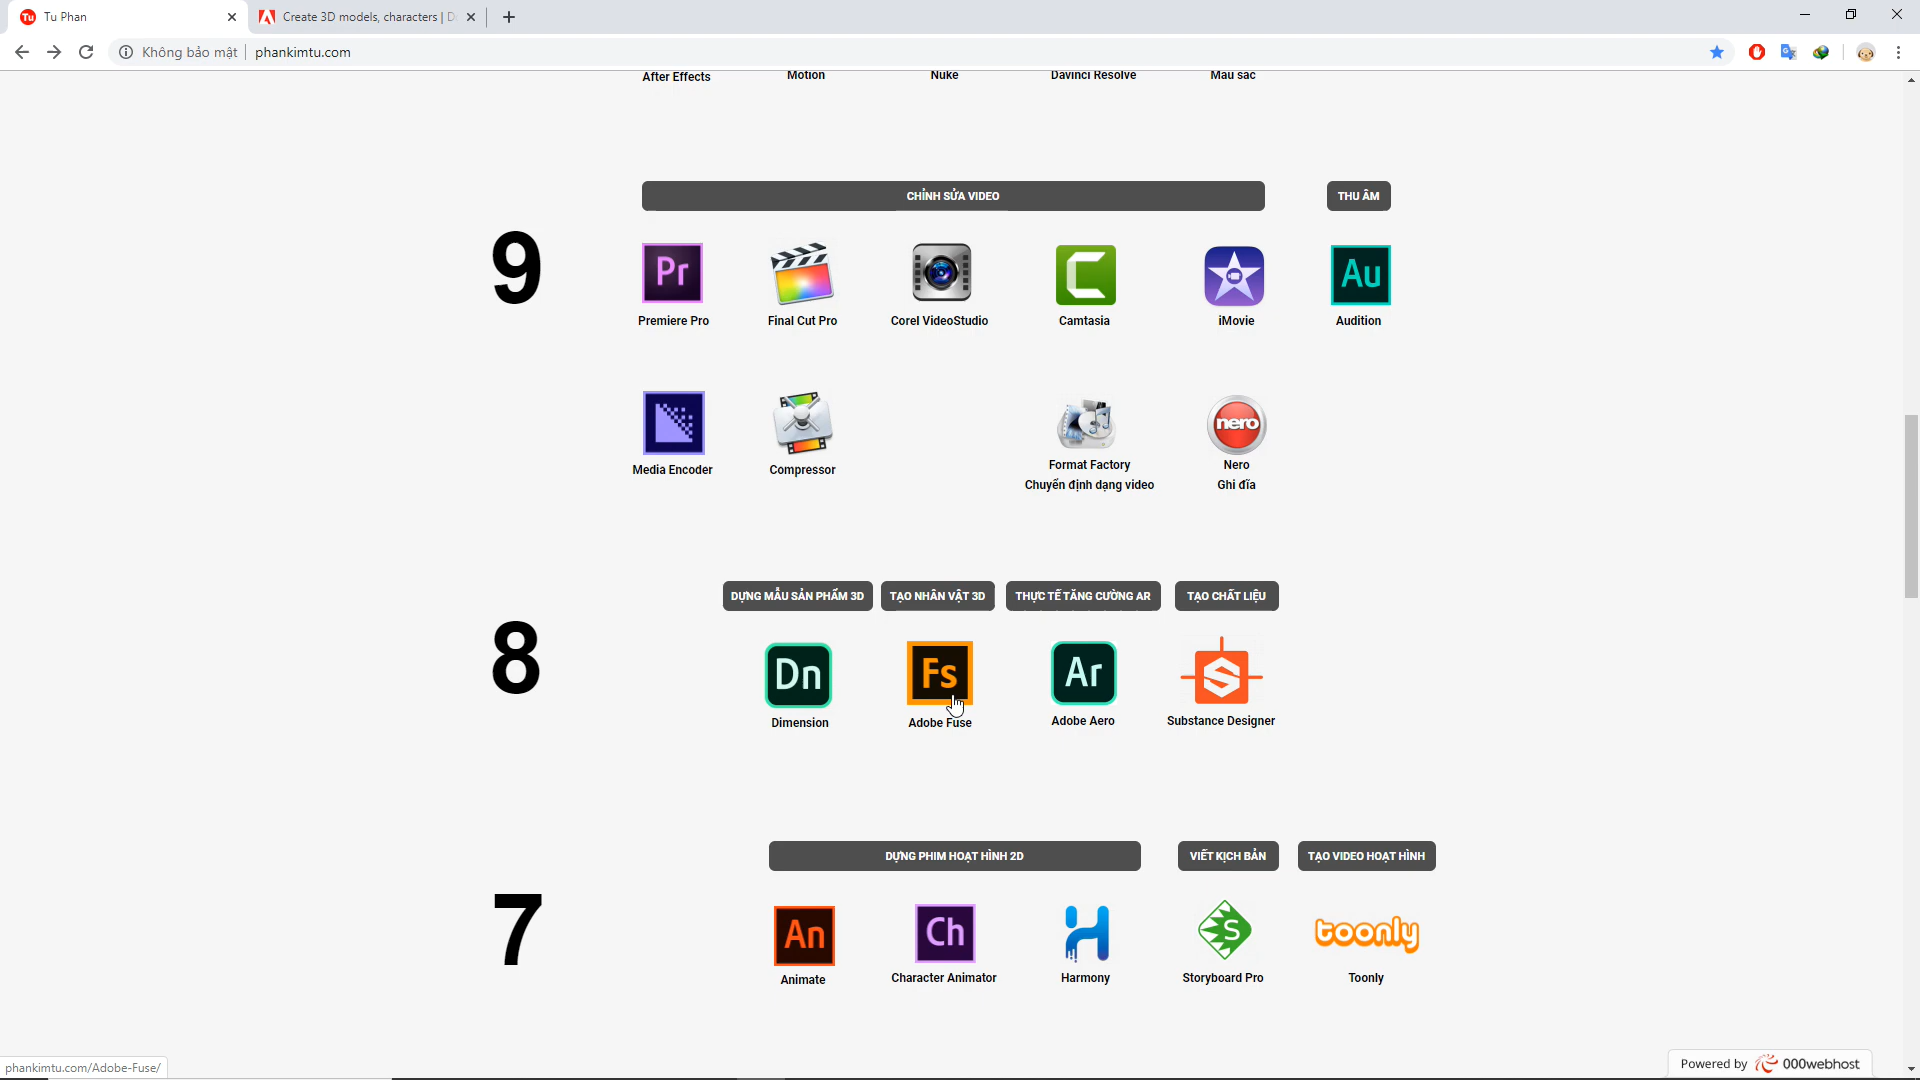 Tu Tu Phan
Create 3D models, characters | D
Không bảo mật phankimtu.com
After Effects Motion Nuke Davinci Resolve Màu sắc
CHỈNH SỬA VIDEO THU ÂM
9
Pr Au
Premiere Pro Final Cut Pro Corel VideoStudio Camtasia iMovie Audition
nero
Media Encoder Compressor Format Factory Nero
Chuyển định dạng video Ghi đĩa
DỰNG MẪU SẢN PHẨM 3D TẠO NHÂN VẬT 3D THỰC TẾ TĂNG CƯỜNG AR TẠO CHẤT LIỆU
8
Dn Fs Ar S
Dimension Adobe Fuse Adobe Aero Substance Designer
DỰNG PHIM HOẠT HÌNH 2D VIẾT KỊCH BẢN TẠO VIDEO HOẠT HÌNH
7
An Ch S toonly
Animate Character Animator Harmony Storyboard Pro Toonly
phankimtu.com/Adobe-Fuse/
Powered by 000webhost